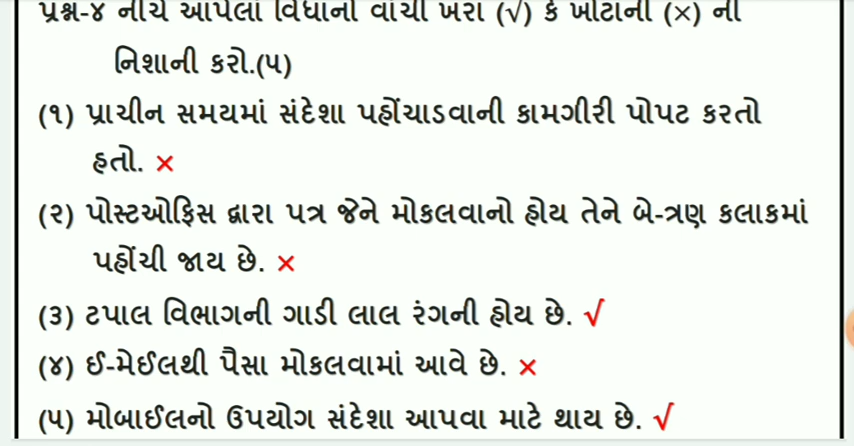 પ્રશ્ન-૪ નીચે આપેલા વિધાનો વાંચી ખરા (√) કે ખોટાની (×) ની
નિશાની કરો.(૫)
(૧) પ્રાચીન સમયમાં સંદેશા પહોંચાડવાની કામગીરી પોપટ કરતો
હતો. ×
(૨) પોસ્ટઓફિસ દ્વારા પત્ર જેને મોકલવાનો હોય તેને બે-ત્રણ કલાકમાં
પહોંચી જાય છે. ×
(૩) ટપાલ વિભાગની ગાડી લાલ રંગની હોય છે. √
(૪) ઈ-મેઈલથી પૈસા મોકલવામાં આવે છે. ×
(૫) મોબાઈલનો ઉપયોગ સંદેશા આપવા માટે થાય છે. √